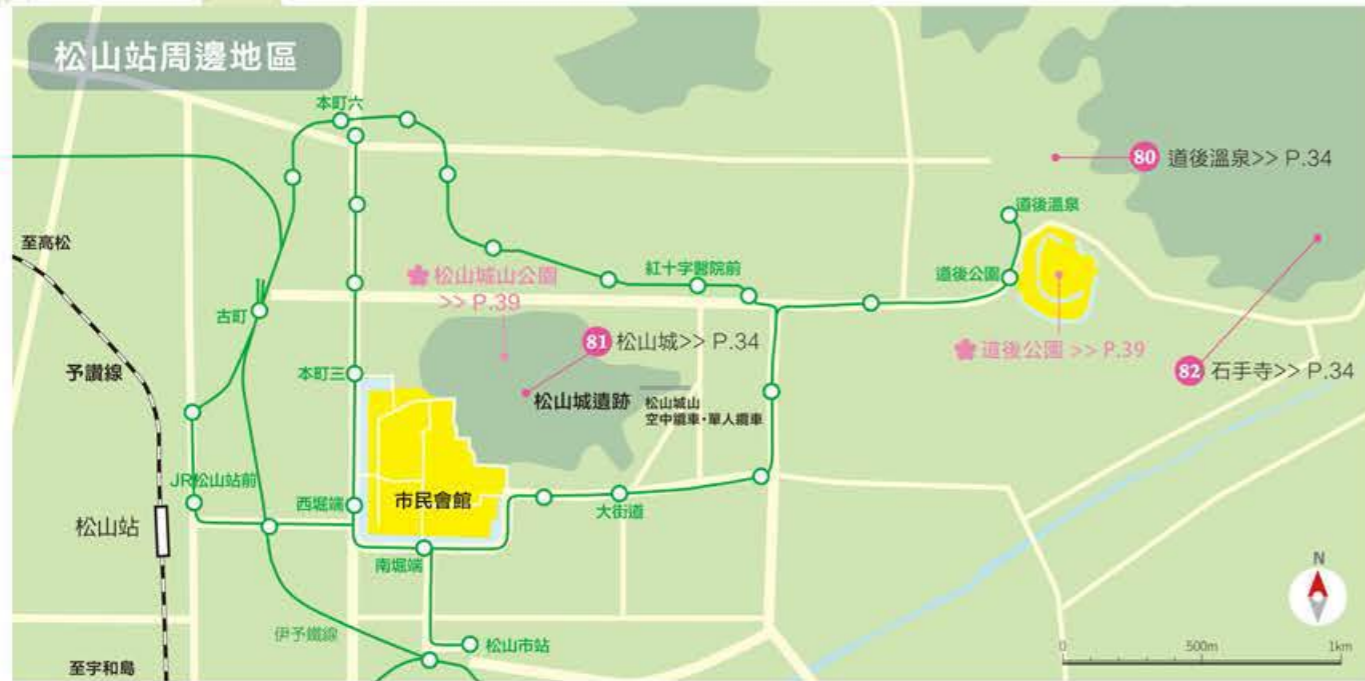 松山站周邊地區
本町六
80 道後溫泉>> P.34
道後溫泉
至高松
松山城山公園
>> P.39
紅十字醫院前
道後公園
古町
81 松山城>> P.34
道後公園 >> P.39
予讚線
本町三
82 石手寺>> P.34
松山城遺跡
松山城山
空中纜車・單人纜車
JR松山站前
西堀端
市民會館
大街道
松山站
南堀端
N
伊予鐵線
松山市站
0 500m 1km
至宇和島